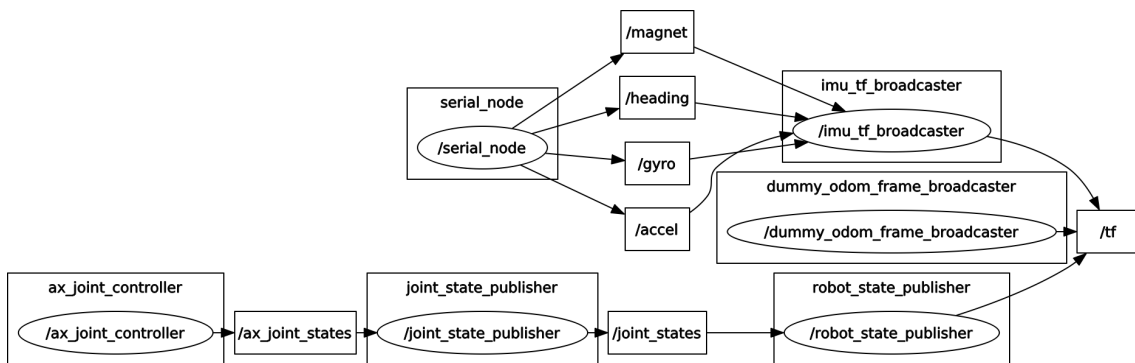 /magnet
/heading
imu_tf_broadcaster
serial_node
/imu_tf_broadcaster
/serial_node
/gyro
dummy_odom_frame_broadcaster
/accel
/dummy_odom_frame_broadcaster
/tf
ax_joint_controller
joint_state_publisher
robot_state_publisher
/ax_joint_controller
/ax_joint_states
/joint_state_publisher
/joint_states
/robot_state_publisher